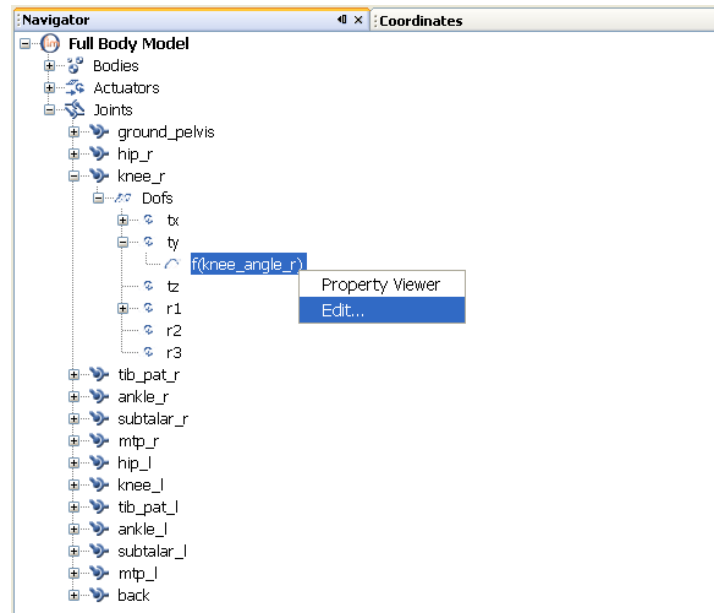 Navigator Coordinates
Full Body Model
Bodies
Actuators
Joints
ground_pelvis
hip_r
knee_r
Dofs
tx
ty
f(knee_angle_r)
tz Property Viewer
r1 Edit...
r2
r3
tib_pat_r
ankle_r
subtalar_r
mtp_r
hip_l
knee_l
tib_pat_l
ankle_l
subtalar_l
mtp_l
back